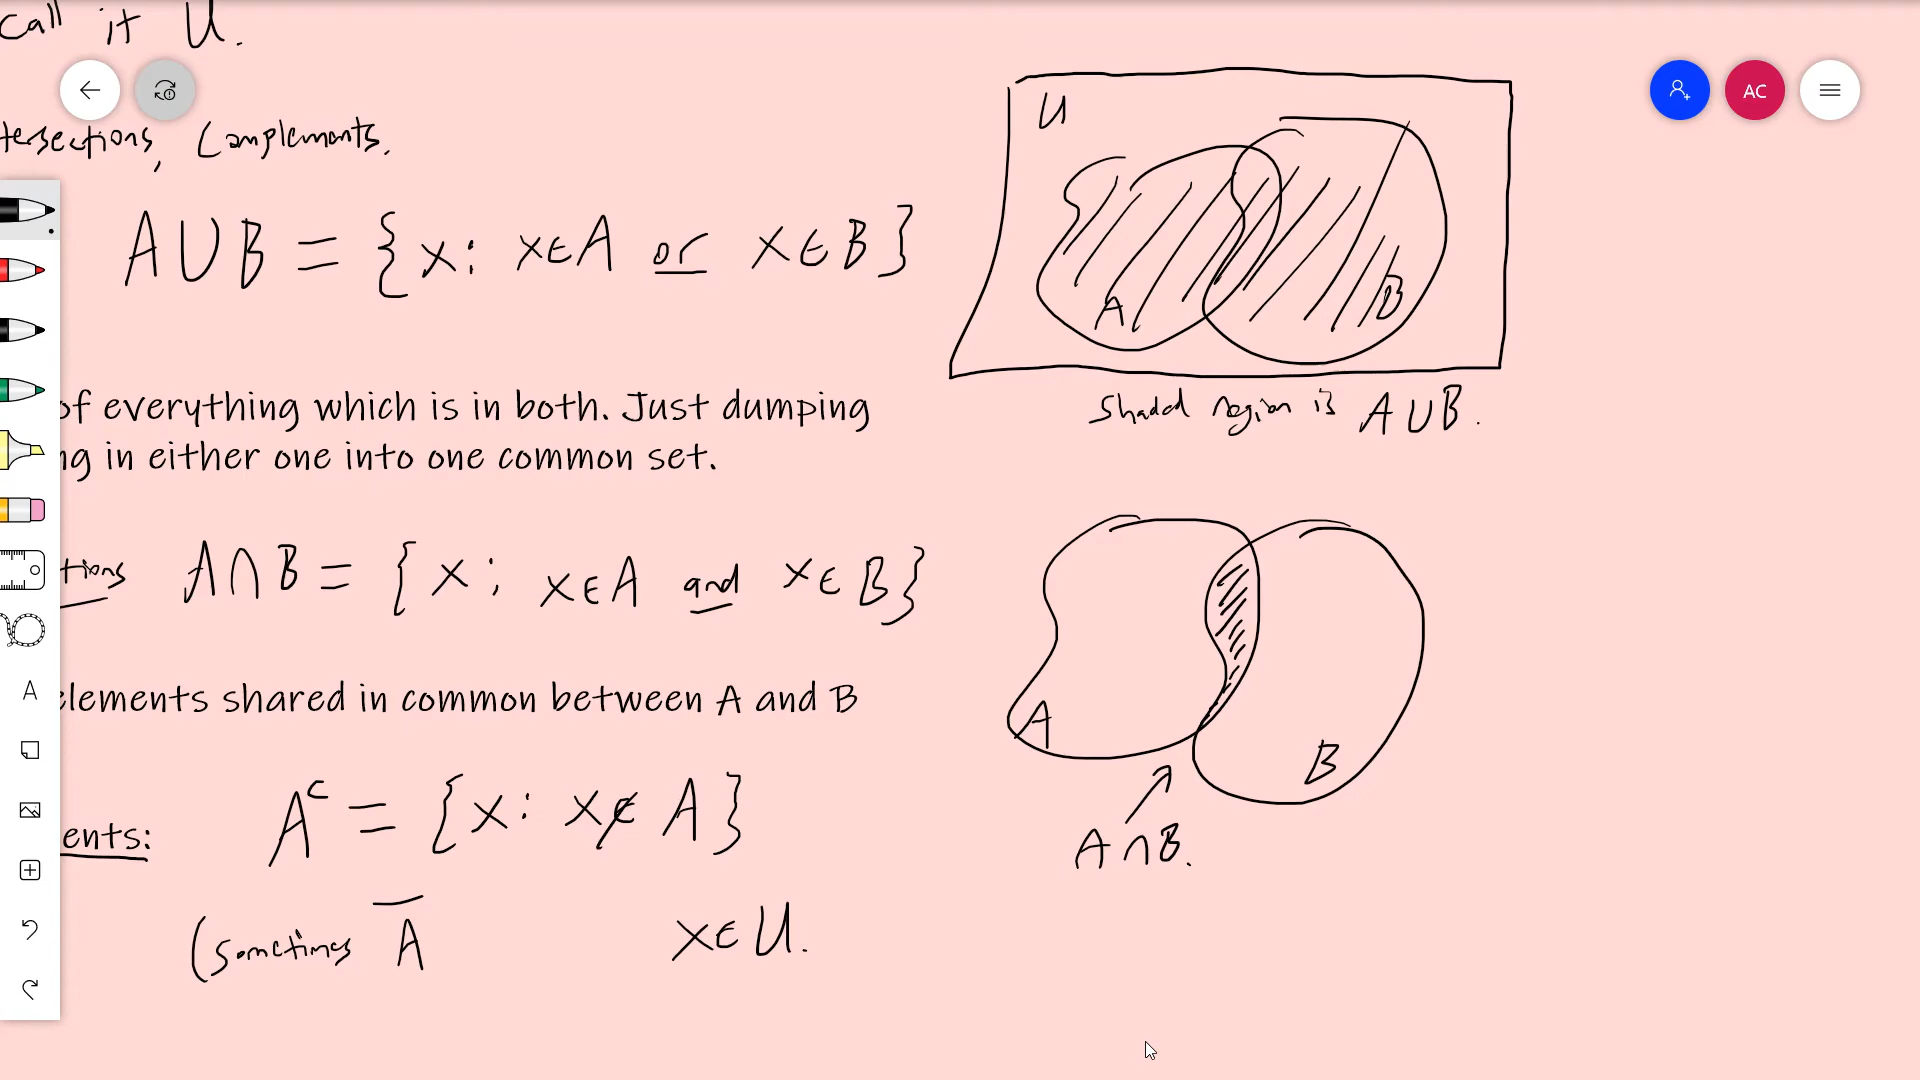 call it U.
tersections, Complements.
U
A ∪ B = { x : x ∈ A or x ∈ B }
A
B
of everything which is in both. Just dumping
ng in either one into one common set.
Shaded region is A ∪ B.
tions A ∩ B = { x ; x ∈ A and x ∈ B }
elements shared in common between A and B
A
B
A ∩ B.
ents: Aᶜ = { x : x ∉ A }
(sometimes A̅ x ∈ U.
AC
A